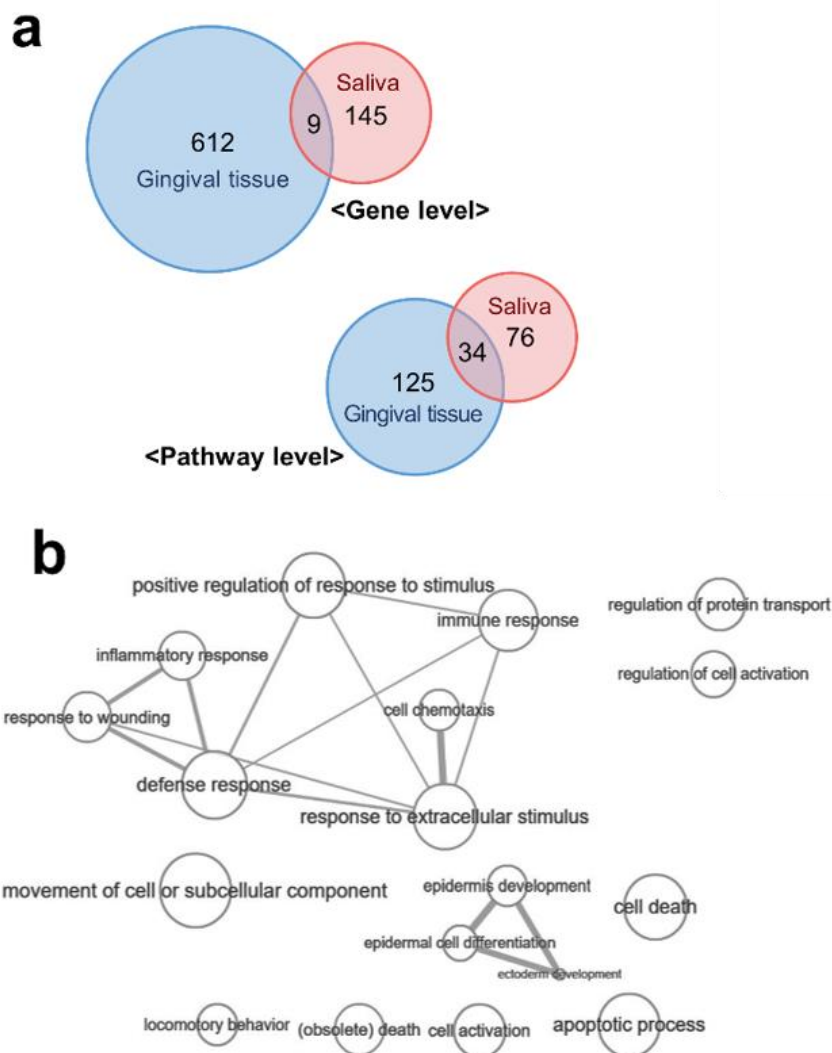 a
Saliva
9
145
612
Gingival tissue
<Gene level>
Saliva
76
34
125
Gingival tissue
<Pathway level>
b
positive regulation of response to stimulus
immune response
regulation of protein transport
inflammatory response
regulation of cell activation
response to wounding
cell chemotaxis
defense response
response to extracellular stimulus
movement of cell or subcellular component
epidermis development
cell death
epidermal cell differentiation
ectoderm development
locomotory behavior
(obsolete) death
cell activation
apoptotic process